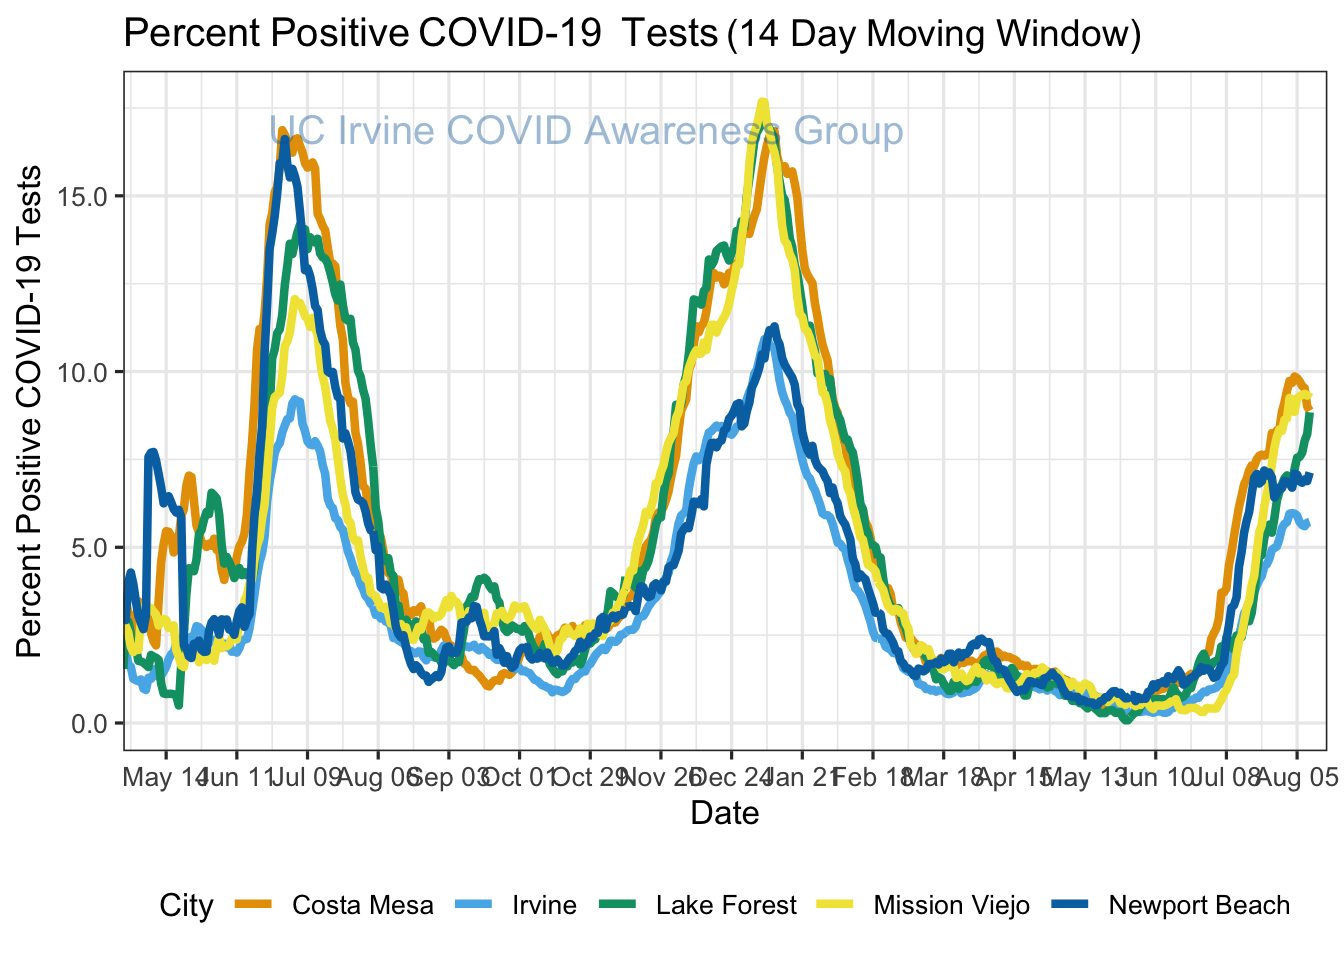 Percent Positive COVID-19 Tests (14 Day Moving Window)
UC Irvine COVID Awareness Group
Percent Positive COVID-19 Tests
15.0
10.0
5.0
0.0
May 14 Jun 11 Jul 09 Aug 06 Sep 03 Oct 01 Oct 29 Nov 26 Dec 24 Jan 21 Feb 18 Mar 18 Apr 15 May 13 Jun 10 Jul 08 Aug 05
Date
City Costa Mesa Irvine Lake Forest Mission Viejo Newport Beach